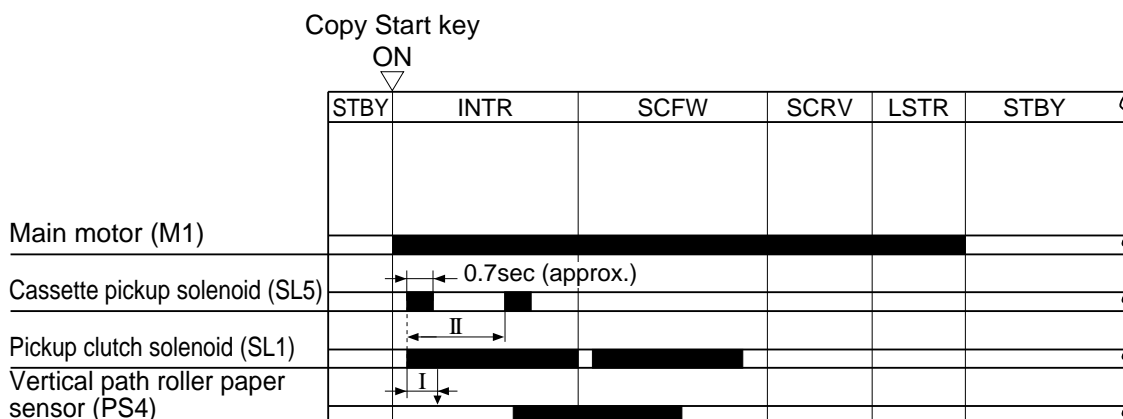 Copy Start key
ON
STBY INTR SCFW SCRV LSTR STBY
Main motor (M1)
0.7sec (approx.)
Cassette pickup solenoid (SL5)
II
Pickup clutch solenoid (SL1)
I
Vertical path roller paper
sensor (PS4)